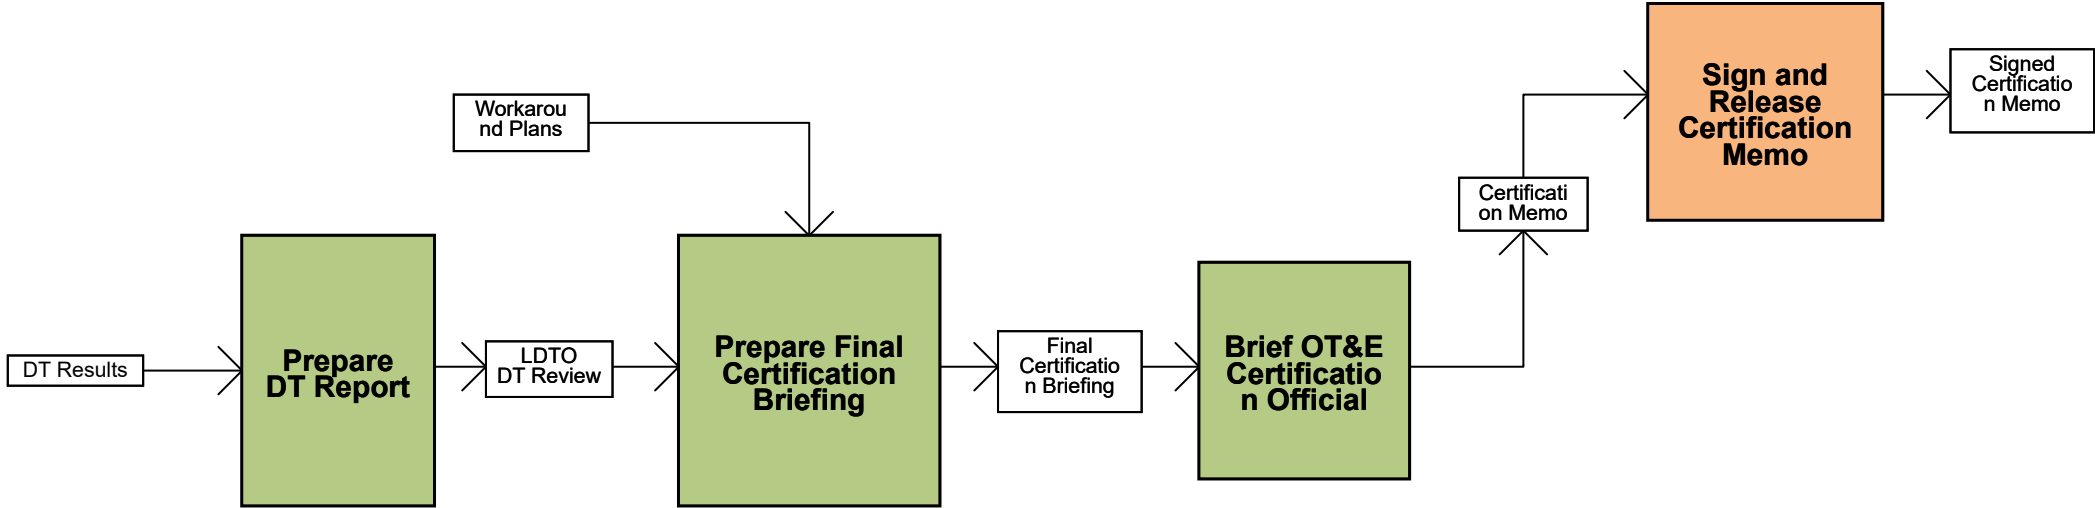 DT Results
Prepare
DT Report
LDTO
DT Review
Workarou
nd Plans
Prepare Final
Certification
Briefing
Final
Certificatio
n Briefing
Brief OT&E
Certificatio
n Official
Certificati
on Memo
Sign and
Release
Certification
Memo
Signed
Certificatio
n Memo